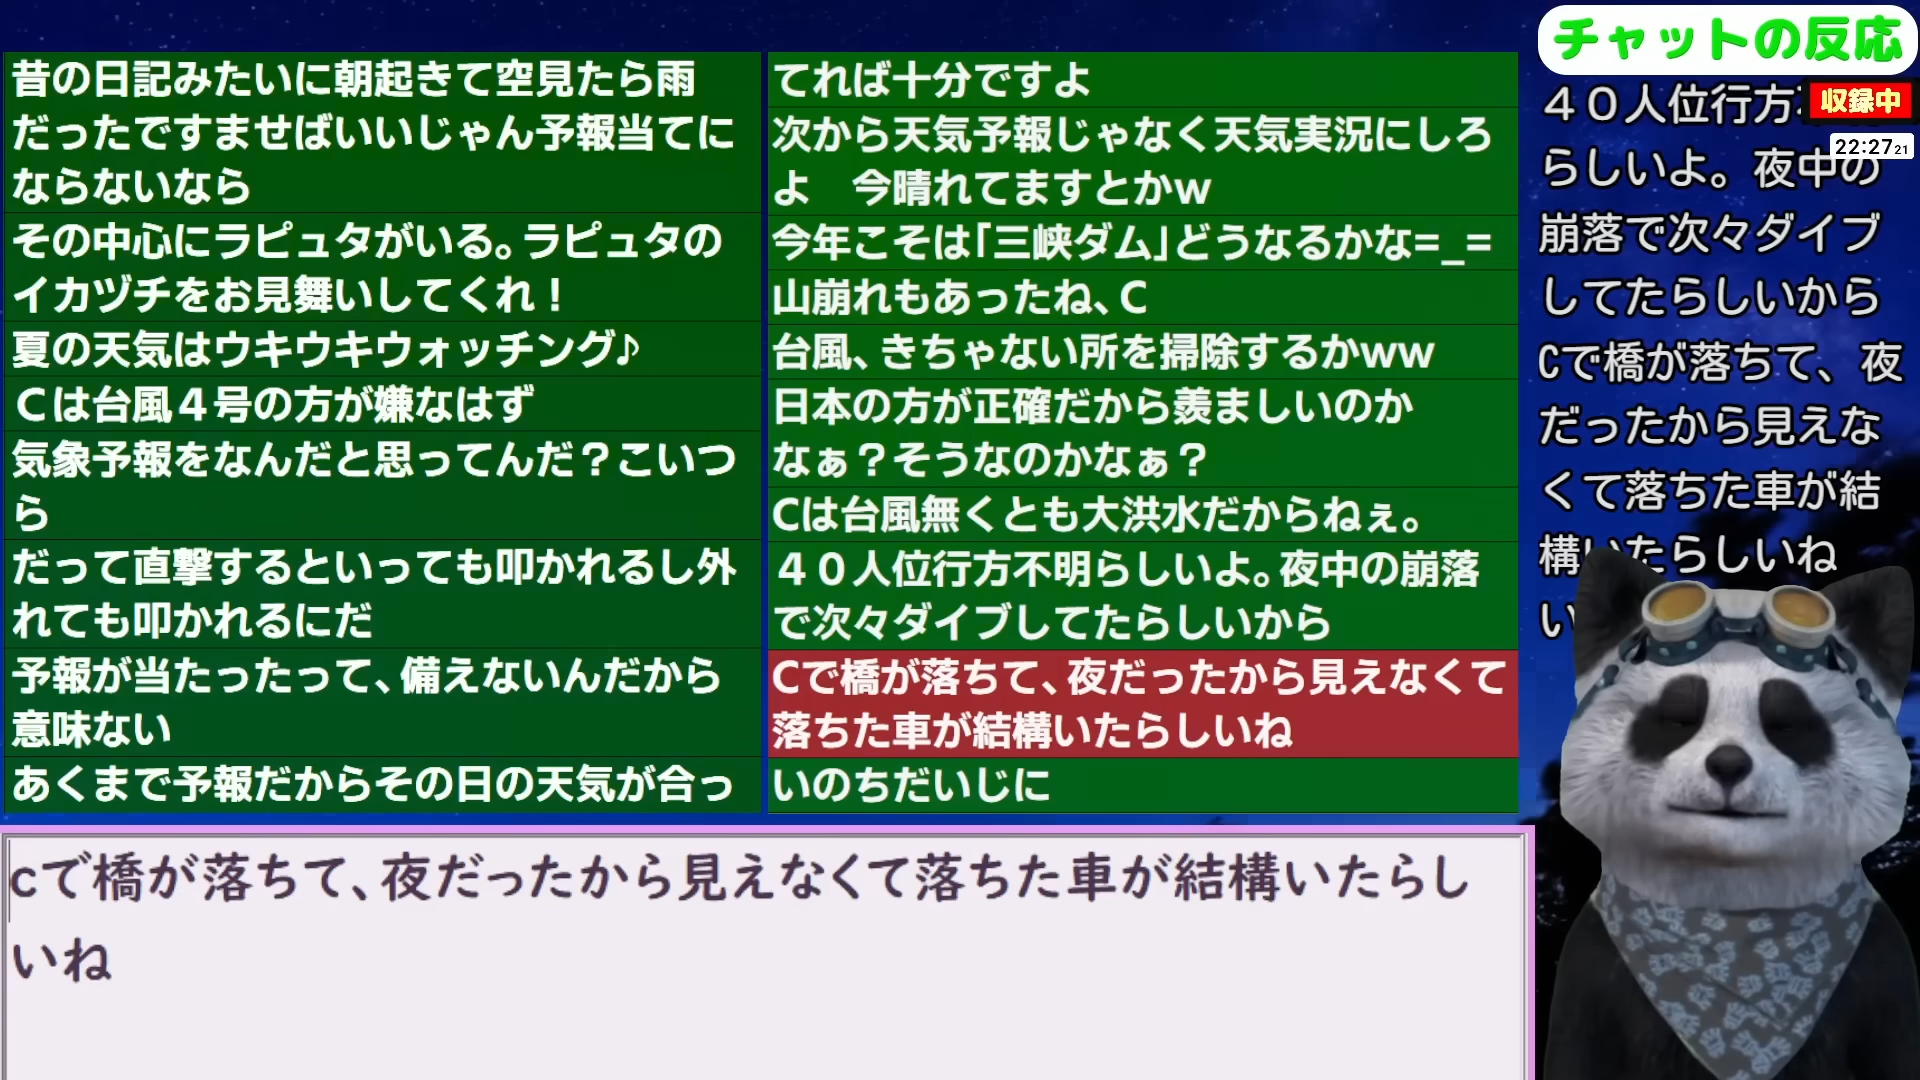 昔の日記みたいに朝起きて空見たら雨
だったですませばいいじゃん予報当てに
ならないなら
その中心にラピュタがいる。ラピュタの
イカヅチをお見舞いしてくれ！
夏の天気はウキウキウォッチング♪
Ｃは台風４号の方が嫌なはず
気象予報をなんだと思ってんだ？こいつ
ら
だって直撃するといっても叩かれるし外
れても叩かれるにだ
予報が当たったって、備えないんだから
意味ない
あくまで予報だからその日の天気が合っ
てれば十分ですよ
次から天気予報じゃなく天気実況にしろ
よ　今晴れてますとかｗ
今年こそは｢三峡ダム｣どうなるかな=_=
山崩れもあったね、C
台風、きちゃない所を掃除するかww
日本の方が正確だから羨ましいのか
なぁ？そうなのかなぁ？
Cは台風無くとも大洪水だからねぇ。
４０人位行方不明らしいよ。夜中の崩落
で次々ダイブしてたらしいから
Cで橋が落ちて、夜だったから見えなくて
落ちた車が結構いたらしいね
いのちだいじに
cで橋が落ちて、夜だったから見えなくて落ちた車が結構いたらし
いね
チャットの反応
４０人位行方
収録中
22:27 21
らしいよ。夜中の
崩落で次々ダイブ
してたらしいから
Cで橋が落ちて、夜
だったから見えな
くて落ちた車が結
構いたらしいね
い